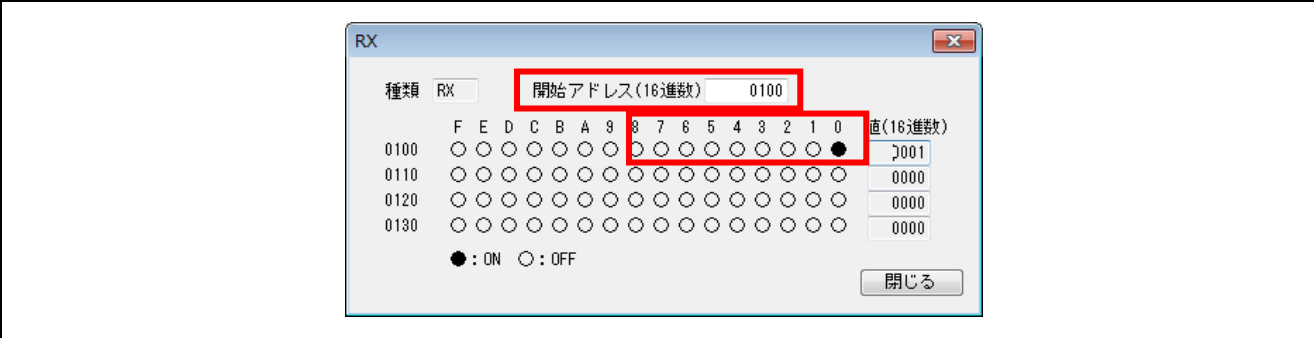 RX
種類 RX 開始アドレス(16進数) 0100
F E D C B A 9 8 7 6 5 4 3 2 1 0 値(16進数)
0100 ○ ○ ○ ○ ○ ○ ○ ○ ○ ○ ○ ○ ○ ○ ○ ● 0001
0110 ○ ○ ○ ○ ○ ○ ○ ○ ○ ○ ○ ○ ○ ○ ○ ○ 0000
0120 ○ ○ ○ ○ ○ ○ ○ ○ ○ ○ ○ ○ ○ ○ ○ ○ 0000
0130 ○ ○ ○ ○ ○ ○ ○ ○ ○ ○ ○ ○ ○ ○ ○ ○ 0000
●:ON ○:OFF
閉じる